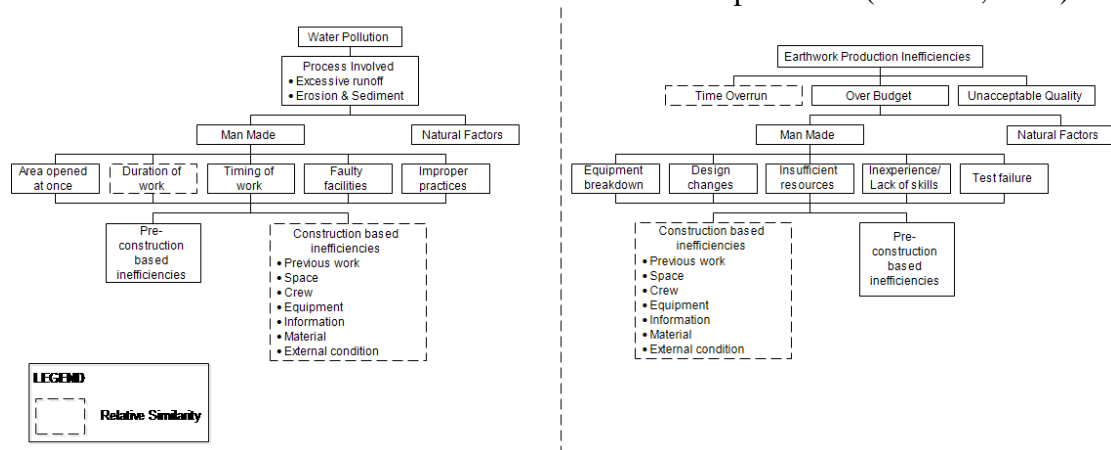 Water Pollution
Process Involved
• Excessive runoff
• Erosion & Sediment
Man Made
Natural Factors
Area opened
at once
Duration of
work
Timing of
work
Faulty
facilities
Improper
practices
Pre-
construction
based
inefficiencies
Construction based
inefficiencies
• Previous work
• Space
• Crew
• Equipment
• Information
• Material
• External condition
LEGEND
Relative Similarity
Earthwork Production Inefficiencies
Time Overrun
Over Budget
Unacceptable Quality
Man Made
Natural Factors
Equipment
breakdown
Design
changes
Insufficient
resources
Inexperience/
Lack of skills
Test failure
Construction based
inefficiencies
• Previous work
• Space
• Crew
• Equipment
• Information
• Material
• External condition
Pre-
construction
based
inefficiencies